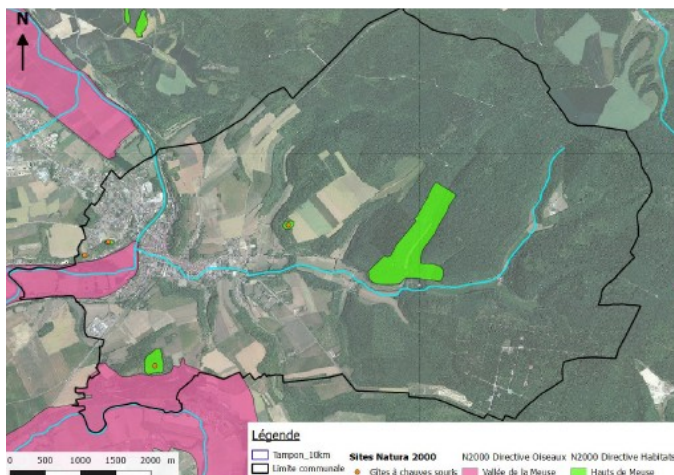 N
0 500 1000 1500 2000 m
Légende
Tampon_10km
Limite communale
Sites Natura 2000
Gîtes à chauves souris
N2000 Directive Oiseaux
Vallée de la Meuse
N2000 Directive Habitats
Hauts de Meuse